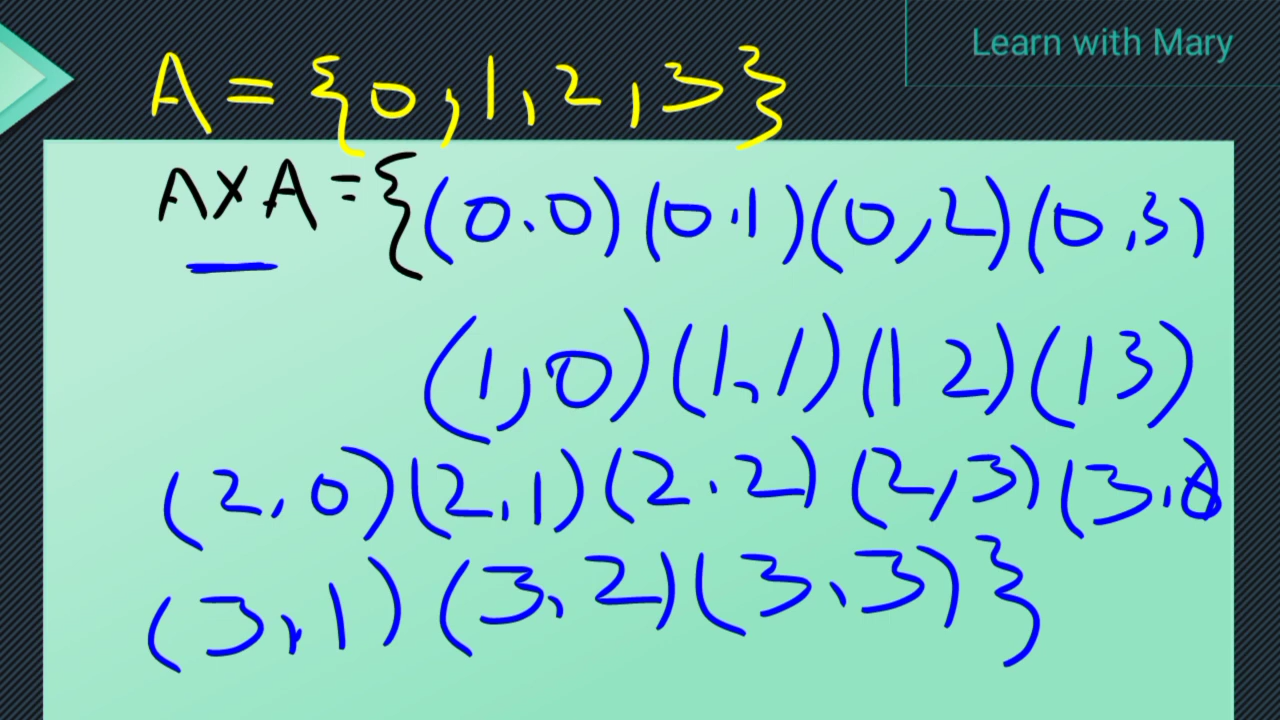 Learn with Mary
A = {0, 1, 2, 3}
A X A = {(0.0) (0.1) (0,2) (0,3)
(1,0) (1,1) (1 2) (1 3)
(2,0) (2,1) (2.2) (2,3) (3,0)
(3,1) (3,2) (3,3)}